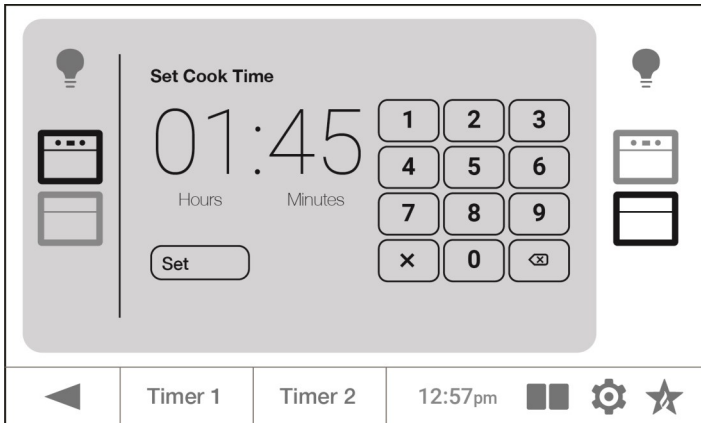 Set Cook Time
01:45
Hours Minutes
Set
1 2 3
4 5 6
7 8 9
× 0
Timer 1 Timer 2 12:57pm